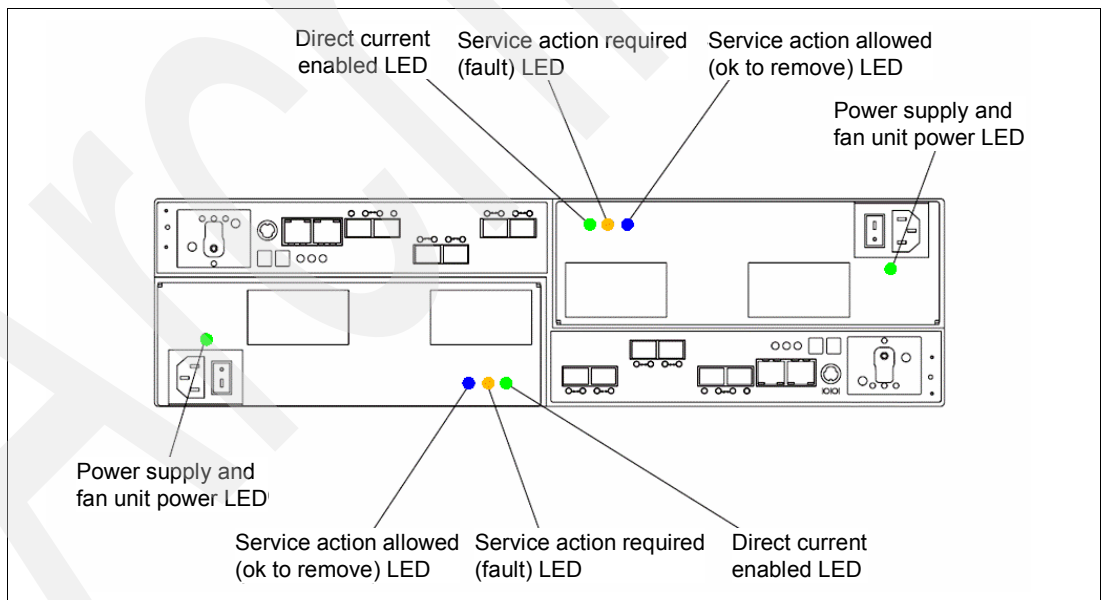 Direct current
enabled LED
Service action required
(fault) LED
Service action allowed
(ok to remove) LED
Power supply and
fan unit power LED
Power supply and
fan unit power LED
Service action allowed
(ok to remove) LED
Service action required
(fault) LED
Direct current
enabled LED